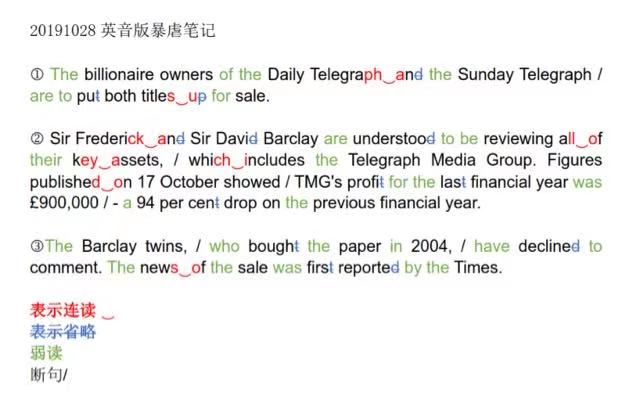 20191028 英音版暴虐笔记
① The billionaire owners of the Daily Telegraph‿and the Sunday Telegraph /
are to put both titles‿up for sale.
② Sir Frederick‿and Sir David Barclay are understood to be reviewing all‿of
their key‿assets, / which‿includes the Telegraph Media Group. Figures
published‿on 17 October showed / TMG's profit for the last financial year was
£900,000 / - a 94 per cent drop on the previous financial year.
③The Barclay twins, / who bought the paper in 2004, / have declined to
comment. The news‿of the sale was first reported by the Times.
表示连读 ‿
表示省略
弱读
断句/